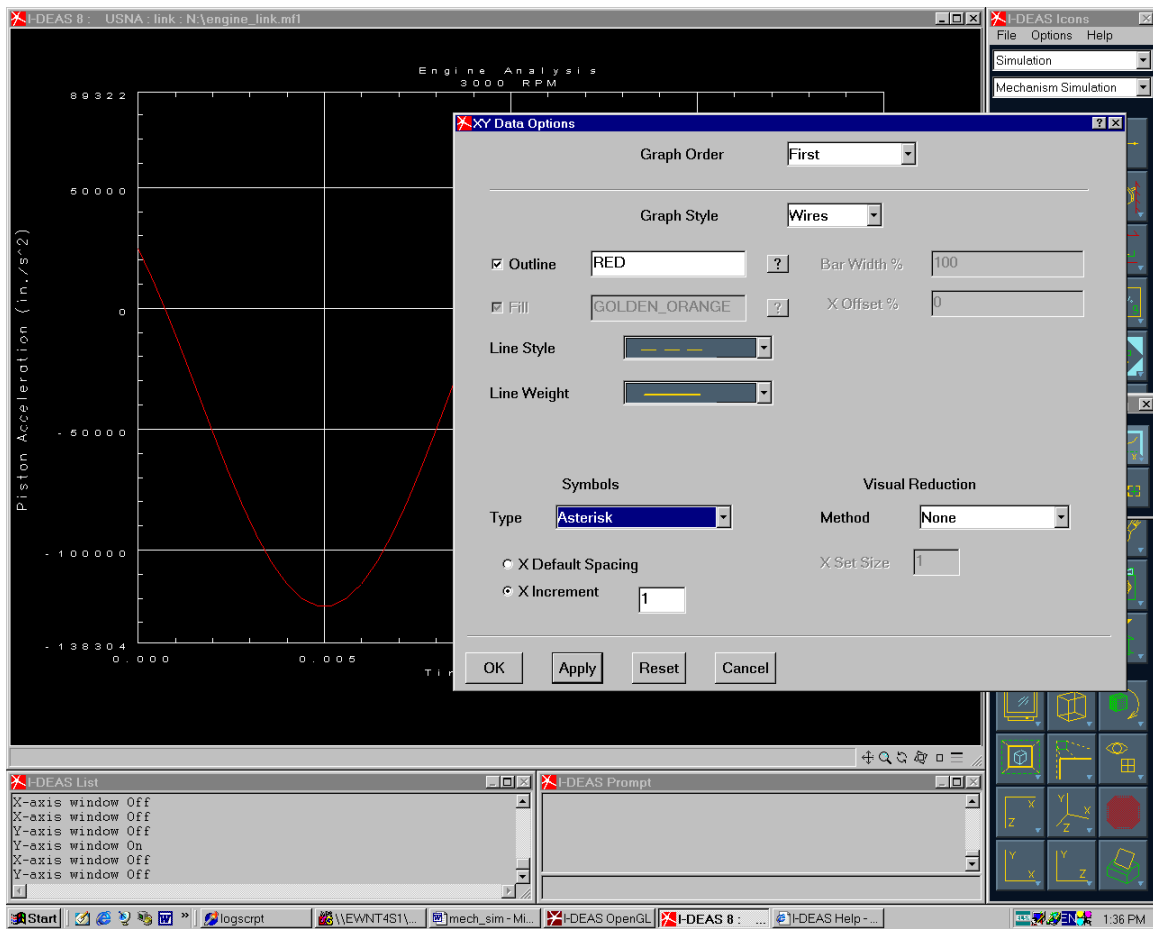 I-DEAS 8 : USNA : link : N:\engine_link.mf1
I-DEAS Icons
File Options Help
Simulation
Mechanism Simulation
Engine Analysis
3000 RPM
89322
50000
0
-50000
-100000
-138304
Piston Acceleration (in./s^2)
0.000
0.005
XY Data Options
Graph Order First
Graph Style Wires
Outline RED ? Bar Width % 100
Fill GOLDEN_ORANGE ? X Offset % 0
Line Style
Line Weight
Symbols
Visual Reduction
Type Asterisk
Method None
X Default Spacing
X Set Size 1
X Increment 1
OK Apply Reset Cancel
I-DEAS List
X-axis window Off
X-axis window Off
Y-axis window Off
Y-axis window On
X-axis window Off
Y-axis window Off
I-DEAS Prompt
Start
logscrpt
\\EWNT4S1\...
mech_sim - Mi...
I-DEAS OpenGL
I-DEAS 8 : ...
I-DEAS Help - ...
EN
1:36 PM